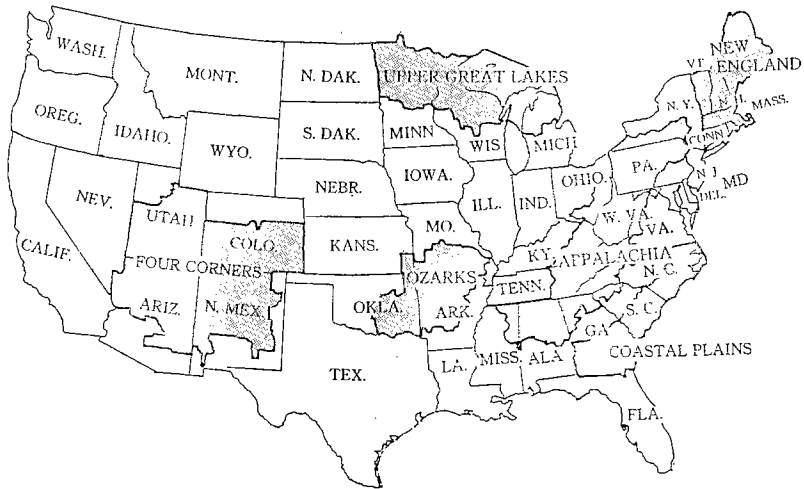 WASH.
MONT.
N. DAK.
UPPER GREAT LAKES
VT.
NEW
ENGLAND
OREG.
IDAHO.
S. DAK.
MINN
WIS
MICH
N. Y.
N.H.
MASS.
CONN.
WYO.
NEBR.
IOWA.
PA.
N J
DEL.
MD
NEV.
UTAH
COLO.
KANS.
MO.
ILL.
IND.
OHIO.
W. VA.
VA.
CALIF.
FOUR CORNERS
OZARKS
KY.
APPALACHIA
N. C.
ARIZ.
N. MEX.
OKLA.
ARK.
TENN.
S. C.
GA
TEX.
LA.
MISS.
ALA
COASTAL PLAINS
FLA.